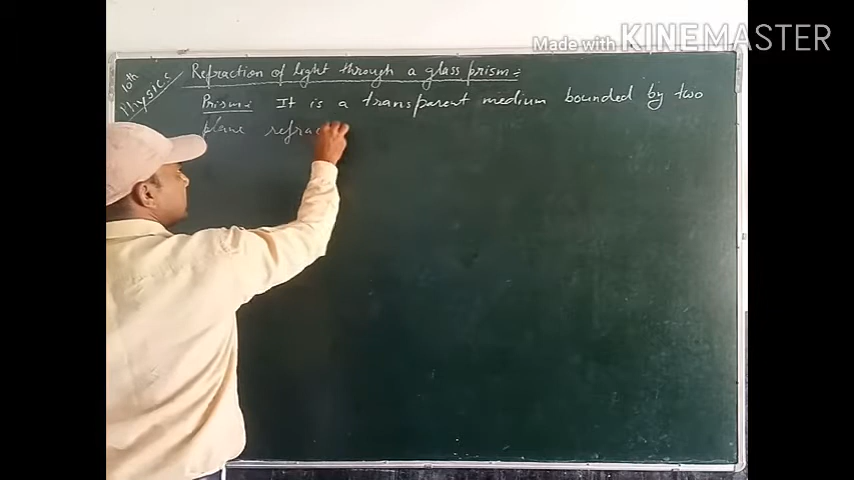 Made with KINEMASTER
10th
Physics
Refraction of light through a glass prism:
Prism: It is a transparent medium bounded by two
plane refrac